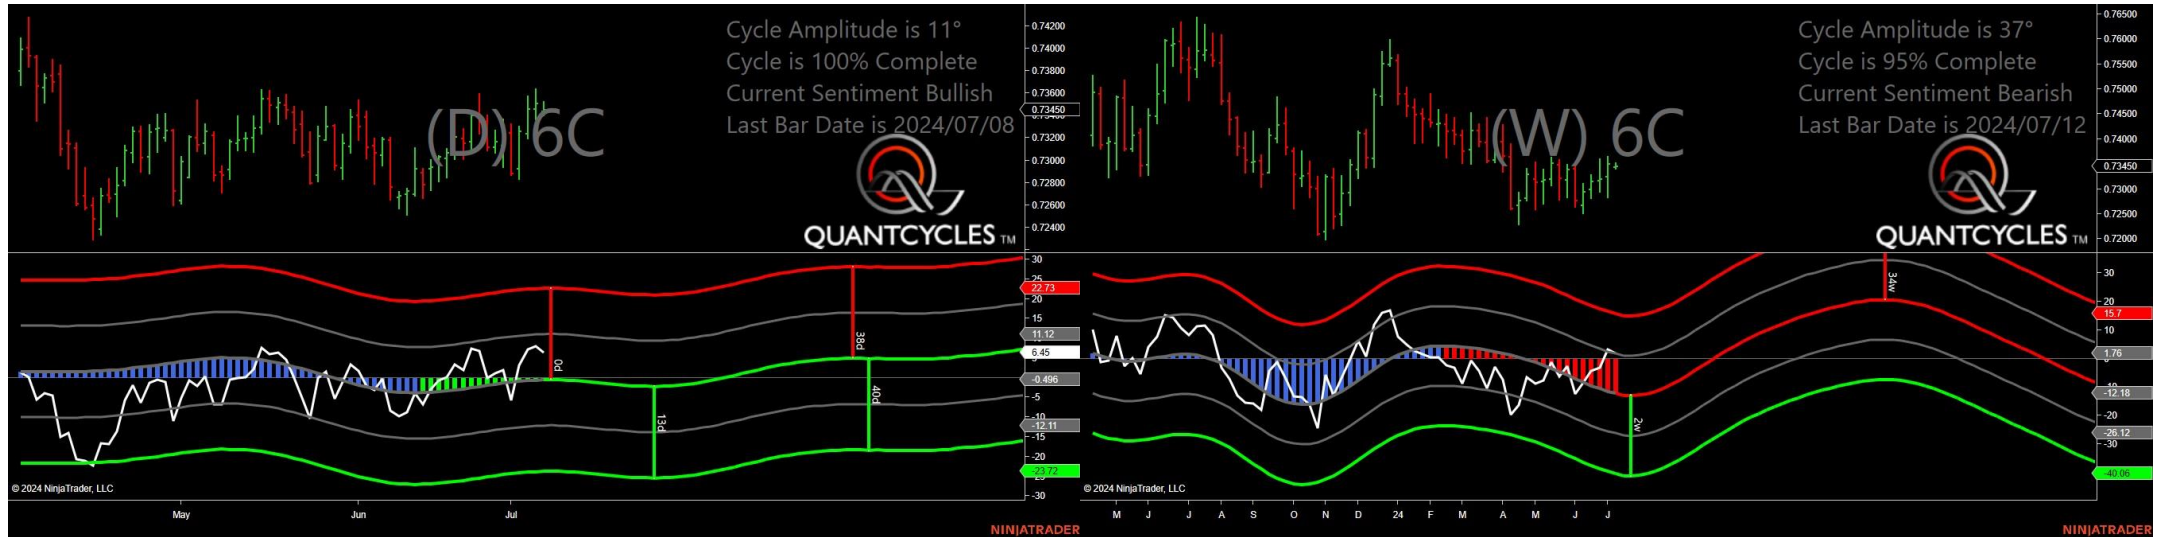 Cycle Amplitude is 11°
Cycle is 100% Complete
Current Sentiment Bullish
Last Bar Date is 2024/07/08
(D) 6C
QUANTCYCLES TM
0.74200
0.74000
0.73800
0.73600
0.73450
0.73200
0.73000
0.72800
0.72600
0.72400
30
25
22.73
20
15
11.12
6.45
-0.496
-5
-10
-12.11
-15
-23.72
-30
0d
13d
38d
40d
© 2024 NinjaTrader, LLC
May
Jun
Jul
NINJATRADER
Cycle Amplitude is 37°
Cycle is 95% Complete
Current Sentiment Bearish
Last Bar Date is 2024/07/12
(W) 6C
QUANTCYCLES TM
0.76500
0.76000
0.75500
0.75000
0.74500
0.74000
0.73450
0.73000
0.72500
0.72000
30
20
15.7
10
1.76
-12.18
-20
-26.12
-30
-40.06
34w
2w
© 2024 NinjaTrader, LLC
M J J A S O N D 24 F M A M J J
NINJATRADER